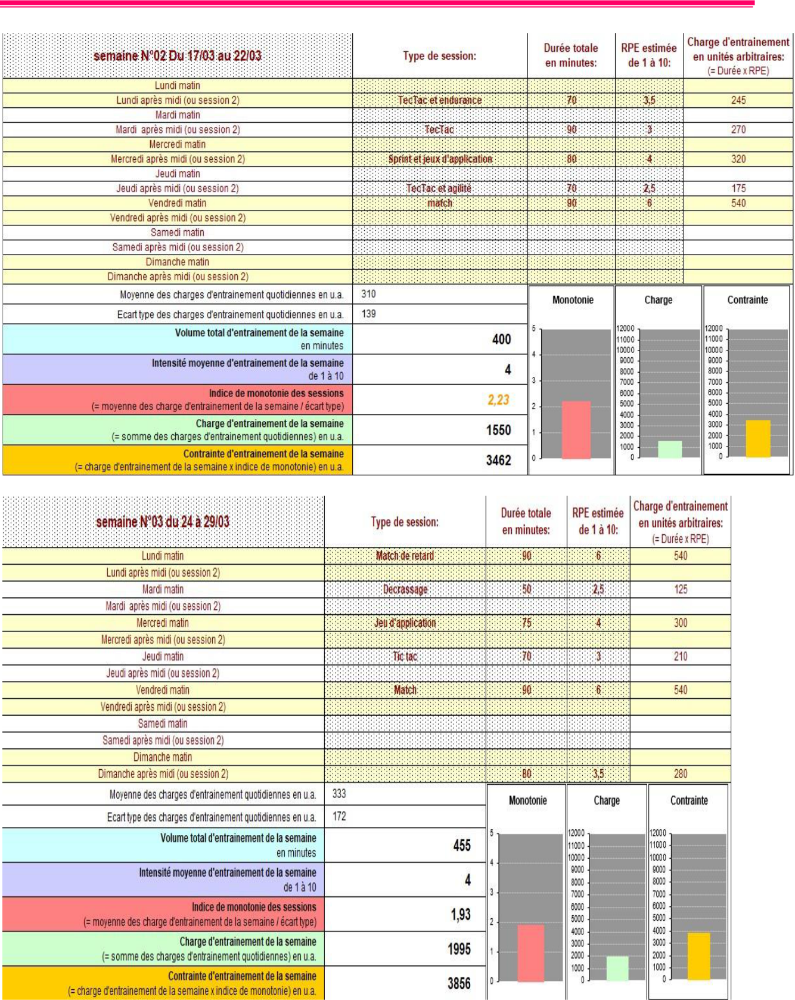 semaine N°02 Du 17/03 au 22/03 Type de session: Durée totale en minutes: RPE estimée de 1 à 10: Charge d'entrainement en unités arbitraires: (= Durée x RPE)
Lundi matin
Lundi après midi (ou session 2) TecTac et endurance 70 3,5 245
Mardi matin
Mardi après midi (ou session 2) TecTac 90 3 270
Mercredi matin
Mercredi après midi (ou session 2) Sprint et jeux d'application 80 4 320
Jeudi matin
Jeudi après midi (ou session 2) TecTac et agilité 70 2,5 175
Vendredi matin match 90 6 540
Vendredi après midi (ou session 2)
Samedi matin
Samedi après midi (ou session 2)
Dimanche matin
Dimanche après midi (ou session 2)
Moyenne des charges d'entrainement quotidiennes en u.a. 310
Ecart type des charges d'entrainement quotidiennes en u.a. 139
Volume total d'entrainement de la semaine
en minutes 400
Intensité moyenne d'entrainement de la semaine
de 1 à 10 4
Indice de monotonie des sessions
(= moyenne des charge d'entrainement de la semaine / écart type) 2,23
Charge d'entrainement de la semaine
(= somme des charges d'entrainement quotidiennes) en u.a. 1550
Contrainte d'entrainement de la semaine
(= charge d'entrainement de la semaine x indice de monotonie) en u.a. 3462
Monotonie
5
4
3
2
1
0
Charge
12000
11000
10000
9000
8000
7000
6000
5000
4000
3000
2000
1000
0
Contrainte
12000
11000
10000
9000
8000
7000
6000
5000
4000
3000
2000
1000
0
semaine N°03 du 24 à 29/03 Type de session: Durée totale en minutes: RPE estimée de 1 à 10: Charge d'entrainement en unités arbitraires: (= Durée x RPE)
Lundi matin Match de retard 90 6 540
Lundi après midi (ou session 2)
Mardi matin Decrassage 50 2,5 125
Mardi après midi (ou session 2)
Mercredi matin Jeu d'application 75 4 300
Mercredi après midi (ou session 2)
Jeudi matin Tic tac 70 3 210
Jeudi après midi (ou session 2)
Vendredi matin Match 90 6 540
Vendredi après midi (ou session 2)
Samedi matin
Samedi après midi (ou session 2)
Dimanche matin
Dimanche après midi (ou session 2) 80 3,5 280
Moyenne des charges d'entrainement quotidiennes en u.a. 333
Ecart type des charges d'entrainement quotidiennes en u.a. 172
Volume total d'entrainement de la semaine
en minutes 455
Intensité moyenne d'entrainement de la semaine
de 1 à 10 4
Indice de monotonie des sessions
(= moyenne des charge d'entrainement de la semaine / écart type) 1,93
Charge d'entrainement de la semaine
(= somme des charges d'entrainement quotidiennes) en u.a. 1995
Contrainte d'entrainement de la semaine
(= charge d'entrainement de la semaine x indice de monotonie) en u.a. 3856
Monotonie
5
4
3
2
1
0
Charge
12000
11000
10000
9000
8000
7000
6000
5000
4000
3000
2000
1000
0
Contrainte
12000
11000
10000
9000
8000
7000
6000
5000
4000
3000
2000
1000
0